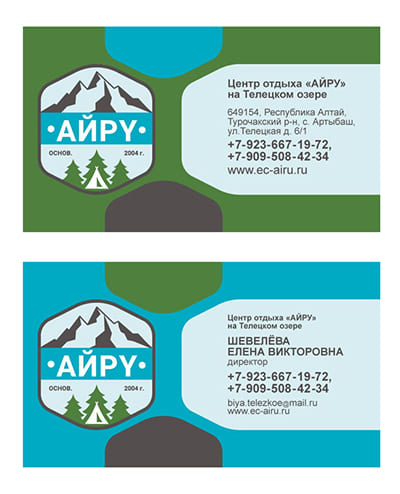 ·АЙРУ·
ОСНОВ. 2004 г.
Центр отдыха «АЙРУ»
на Телецком озере
649154, Республика Алтай,
Турочакский р-н, с. Артыбаш,
ул.Телецкая д. 6/1
+7-923-667-19-72,
+7-909-508-42-34
www.ec-airu.ru
·АЙРУ·
ОСНОВ. 2004 г.
Центр отдыха «АЙРУ»
на Телецком озере
ШЕВЕЛЁВА
ЕЛЕНА ВИКТОРОВНА
директор
+7-923-667-19-72,
+7-909-508-42-34
biya.telezkoe@mail.ru
www.ec-airu.ru